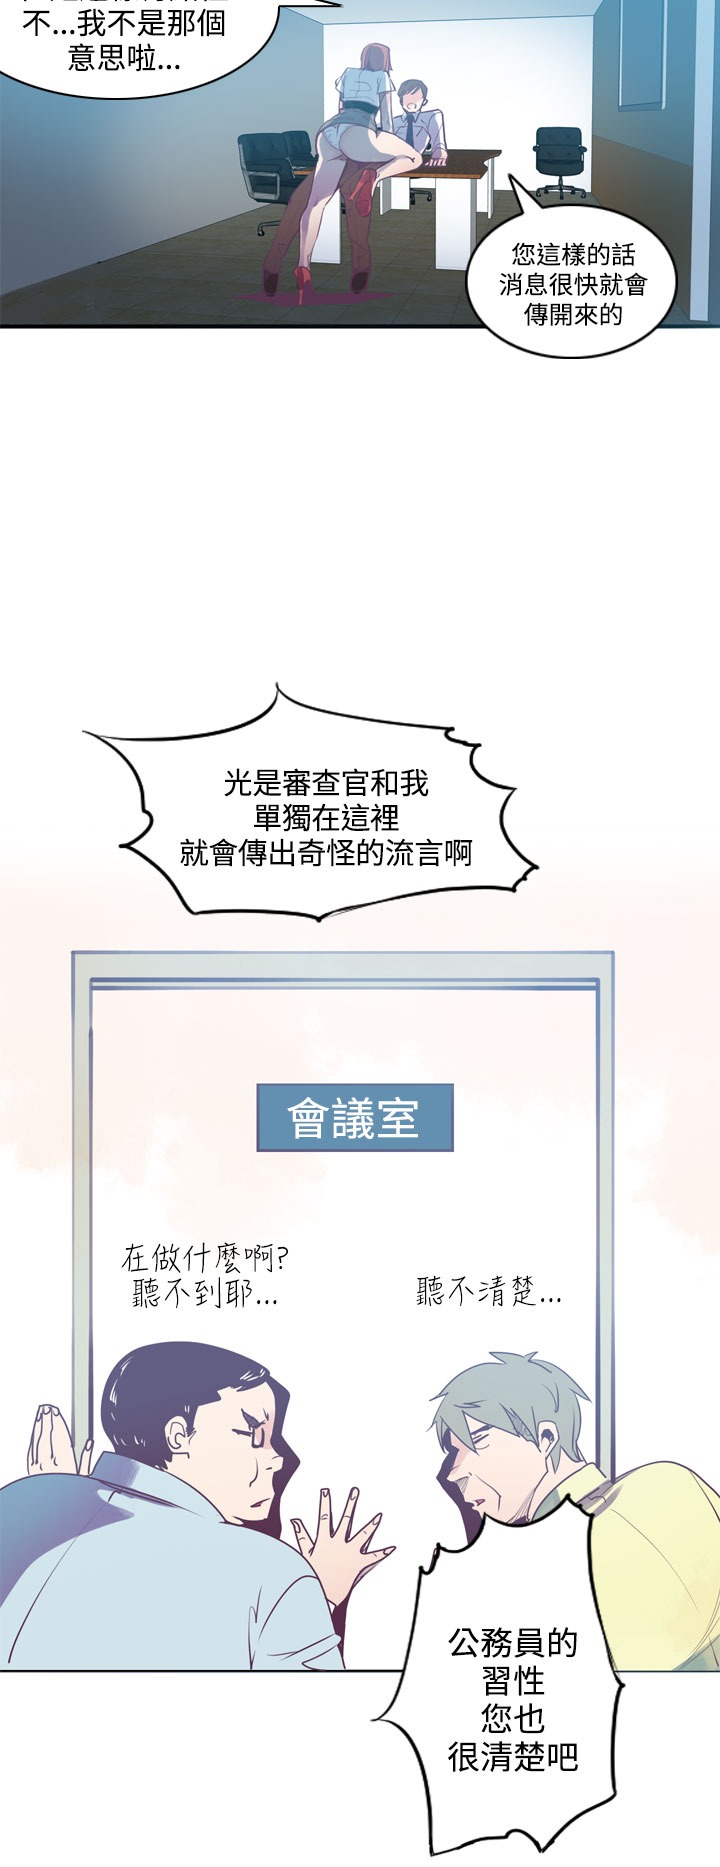 不...我不是那個
意思啦...
您這樣的話
消息很快就會
傳開來的
光是審查官和我
單獨在這裡
就會傳出奇怪的流言啊
會議室
在做什麼啊?
聽不到耶...
聽不清楚...
公務員的
習性
您也
很清楚吧